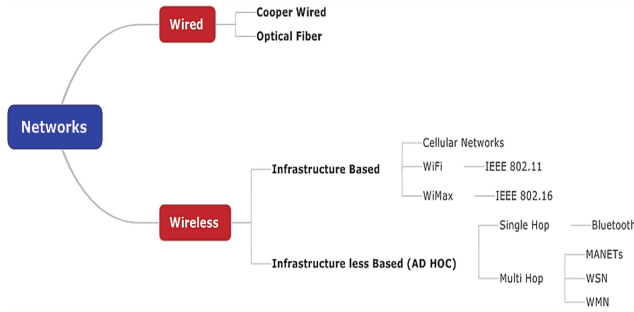 Networks
Wired
Cooper Wired
Optical Fiber
Wireless
Infrastructure Based
Cellular Networks
WiFi
IEEE 802.11
WiMax
IEEE 802.16
Infrastructure less Based (AD HOC)
Single Hop
Bluetooth
Multi Hop
MANETs
WSN
WMN